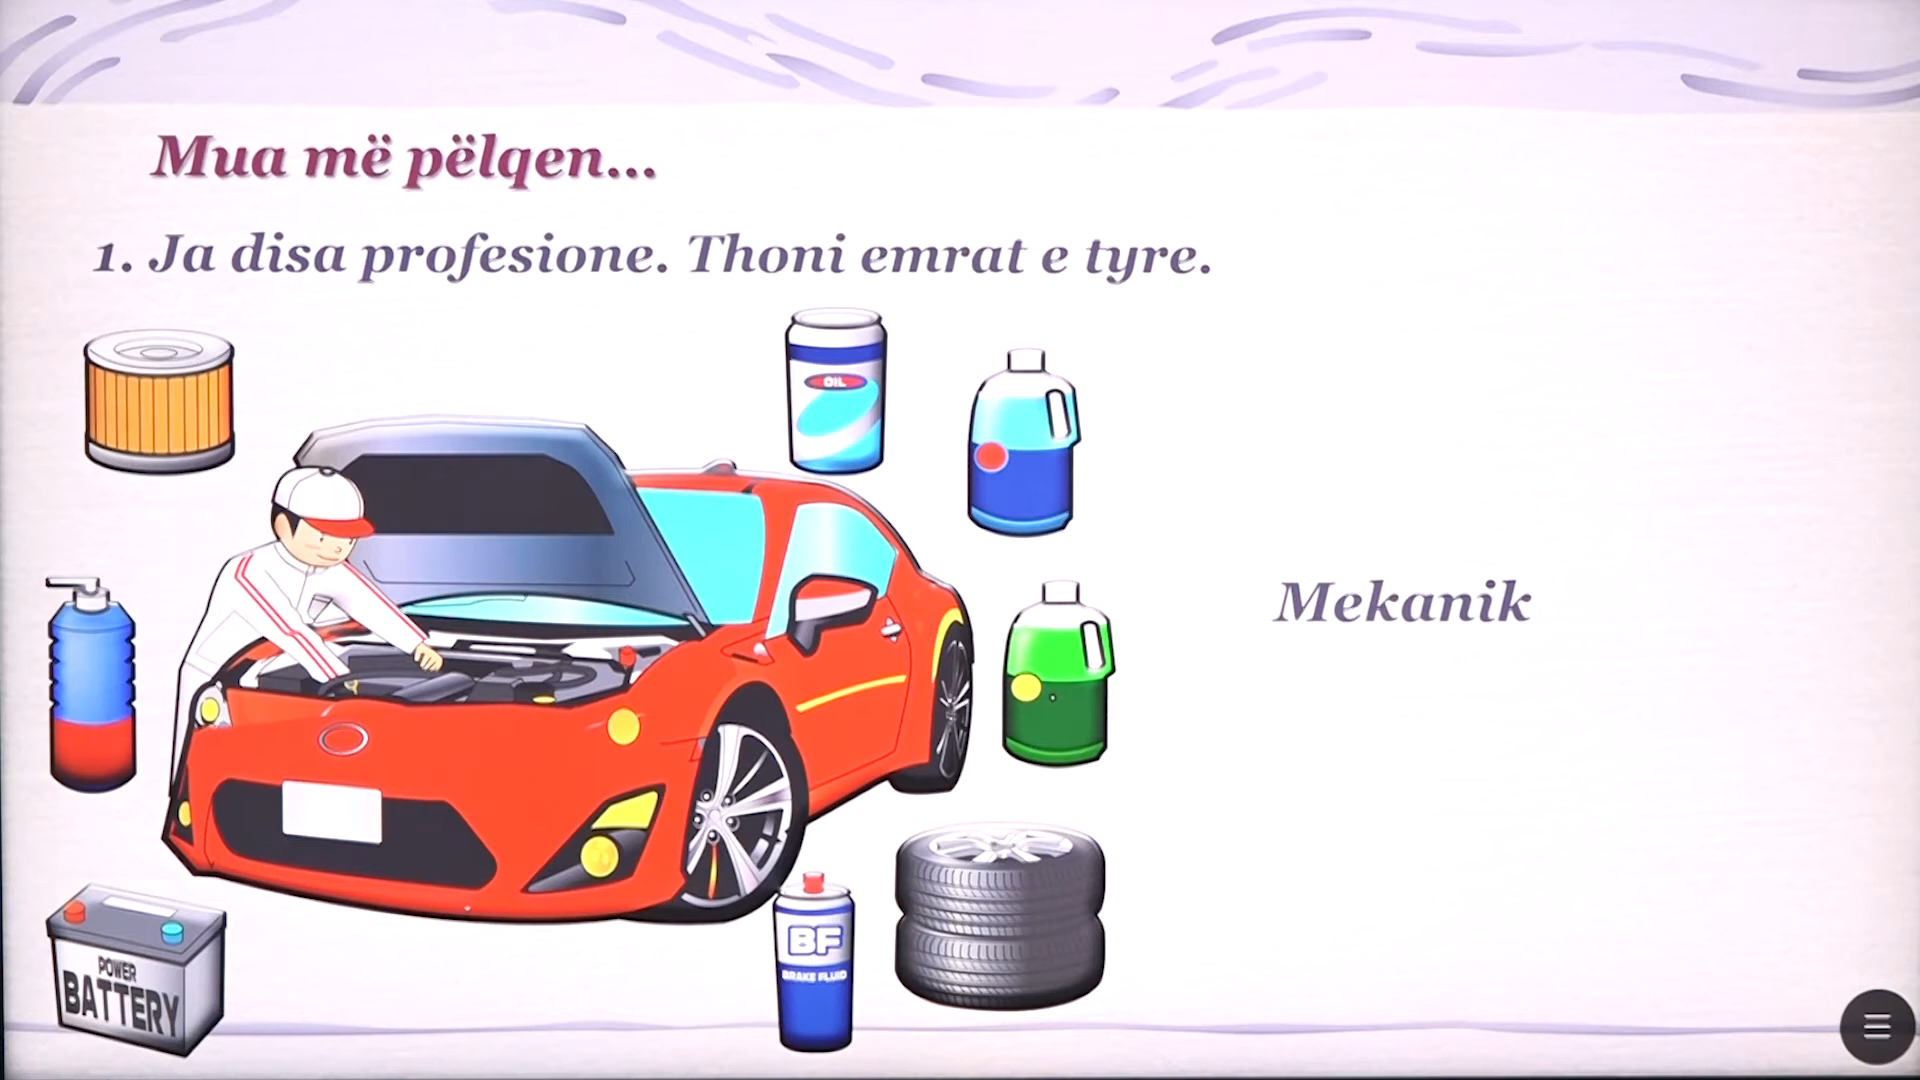 Mua më pëlqen...
1. Ja disa profesione. Thoni emrat e tyre.
OIL
Mekanik
BF
BRAKE FLUID
POWER
BATTERY